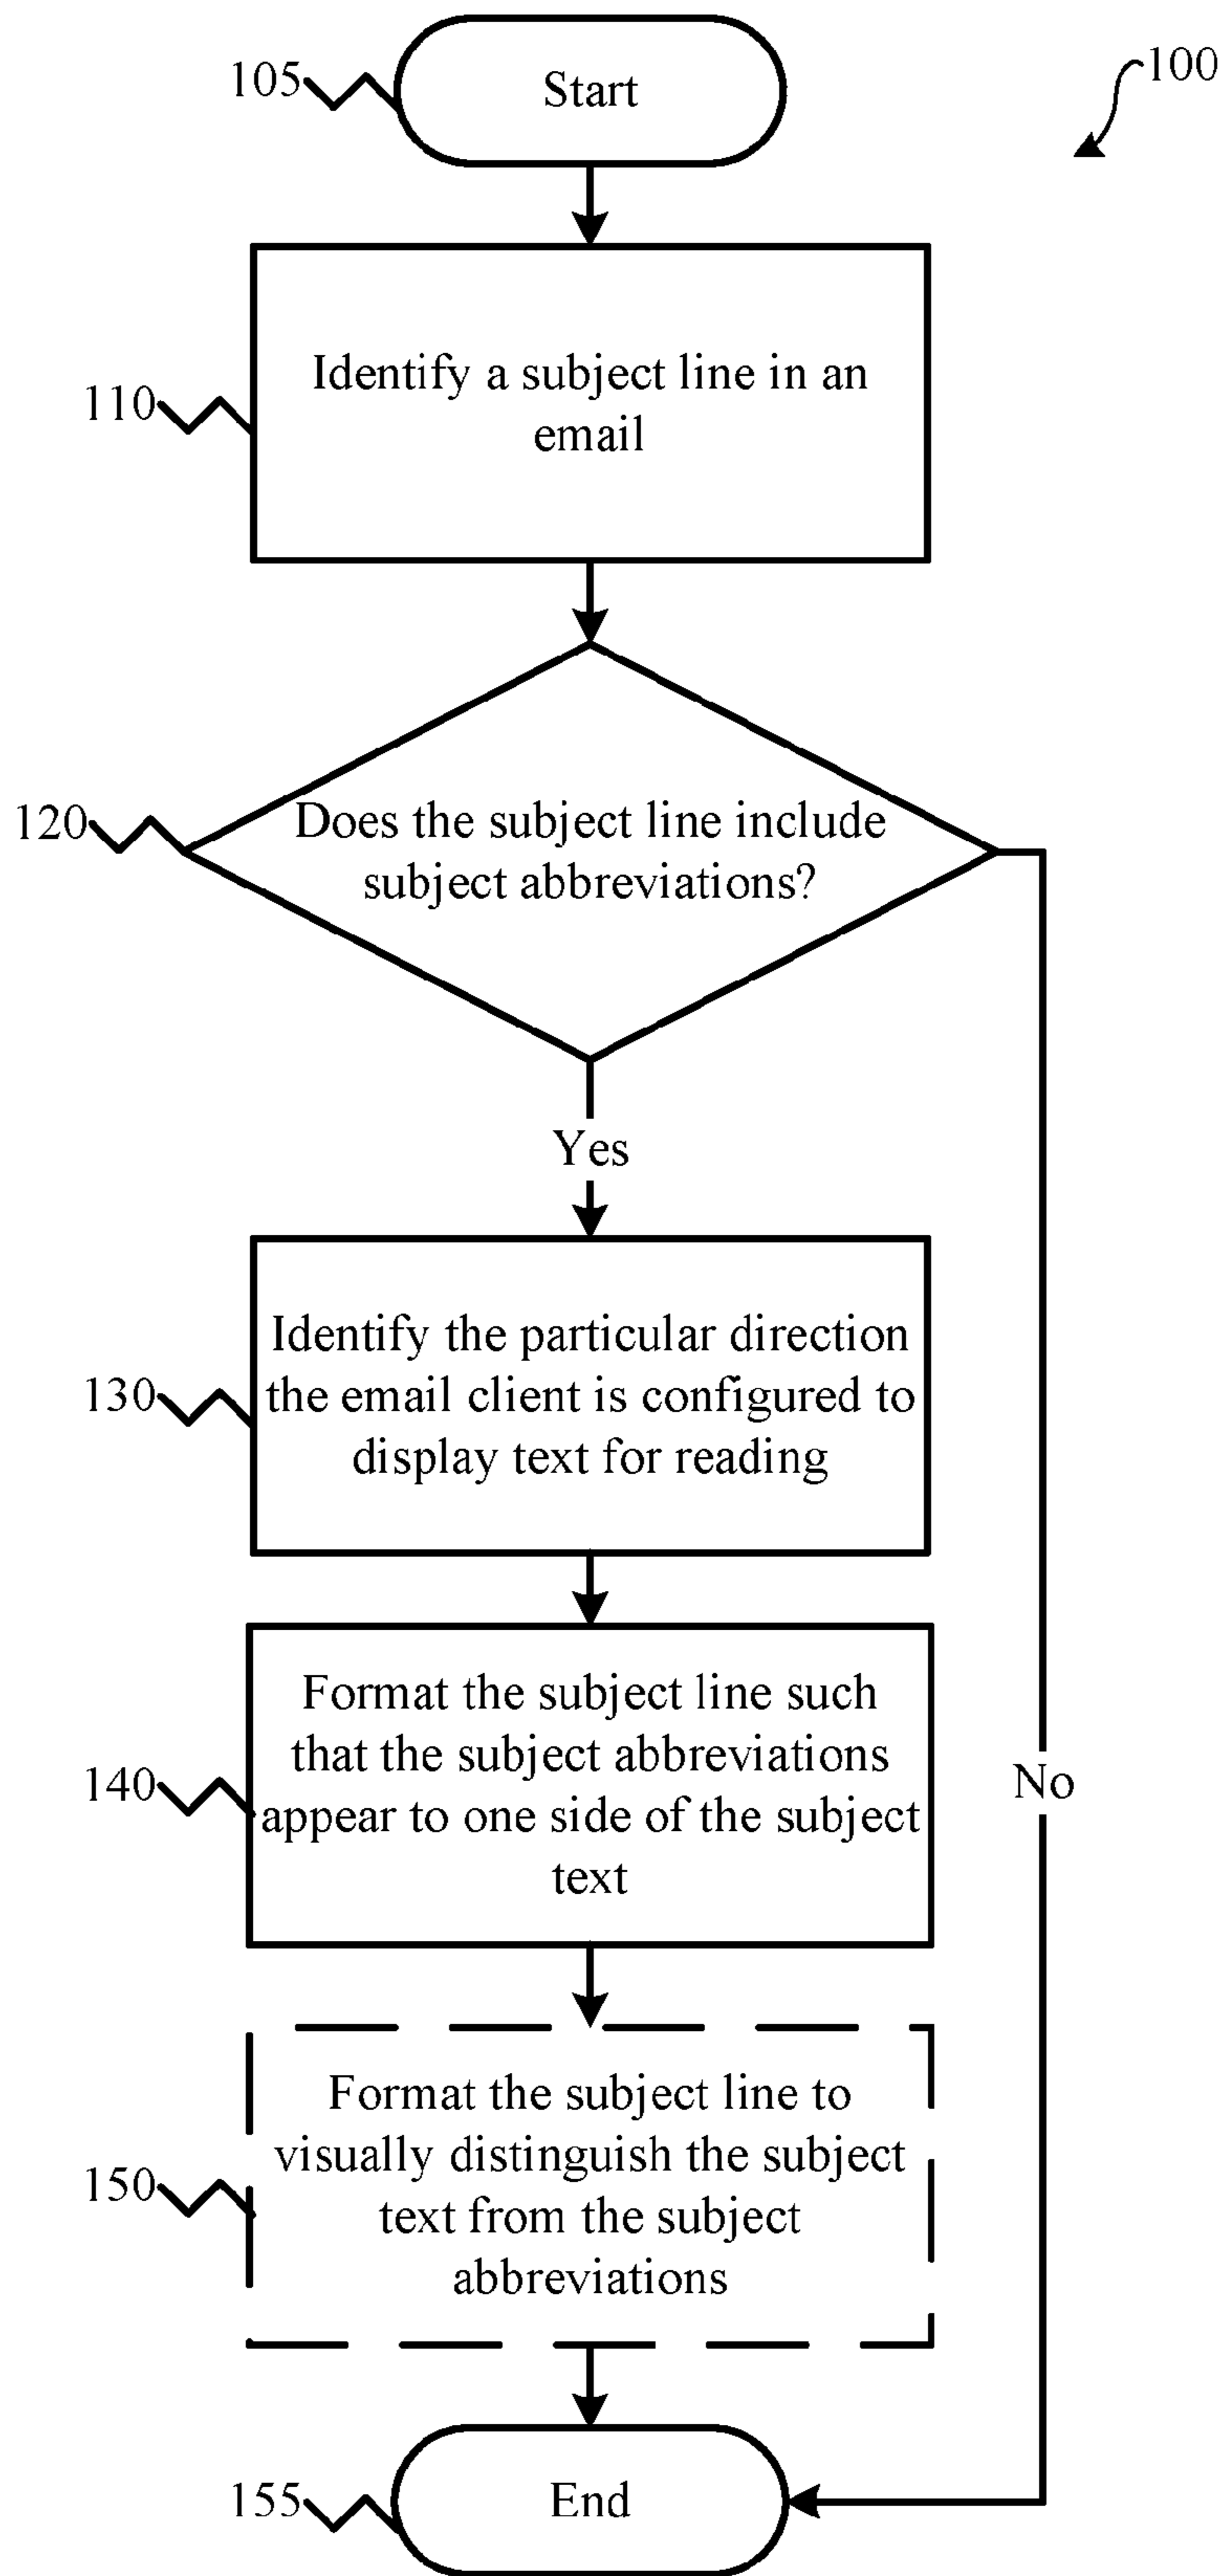 105
Start
100
Identify a subject line in an
email
110
Does the subject line include
subject abbreviations?
120
Yes
Identify the particular direction
the email client is configured to
display text for reading
130
Format the subject line such
that the subject abbreviations
appear to one side of the subject
text
140
No
Format the subject line to
visually distinguish the subject
text from the subject
abbreviations
150
End
155